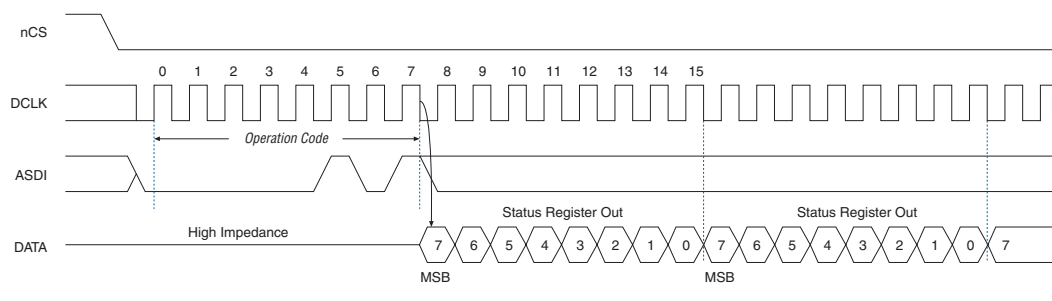 nCS
0 1 2 3 4 5 6 7 8 9 10 11 12 13 14 15
DCLK
Operation Code
ASDI
Status Register Out Status Register Out
High Impedance
DATA 7 6 5 4 3 2 1 0 7 6 5 4 3 2 1 0 7
MSB MSB